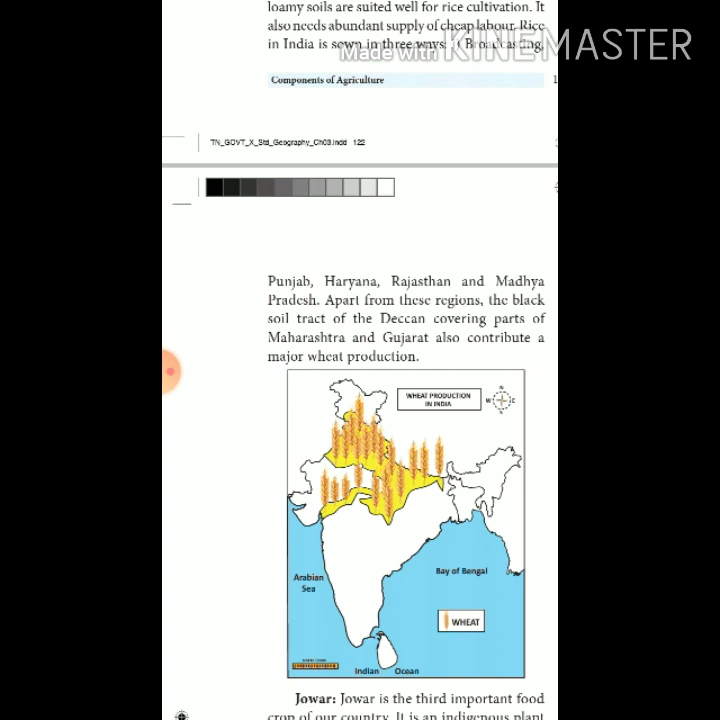 loamy soils are suited well for rice cultivation. It
also needs abundant supply of cheap labour. Rice
in India is sown in three ways: Broadcasting,
Made with KINEMASTER
Components of Agriculture
1
TN_GOVT_X_Std_Geography_Ch03.indd 122
Punjab, Haryana, Rajasthan and Madhya
Pradesh. Apart from these regions, the black
soil tract of the Deccan covering parts of
Maharashtra and Gujarat also contribute a
major wheat production.
WHEAT PRODUCTION
IN INDIA
N
W E
S
Arabian
Sea
Bay of Bengal
WHEAT
Indian Ocean
Jowar: Jowar is the third important food
crop of our country. It is an indigenous plant